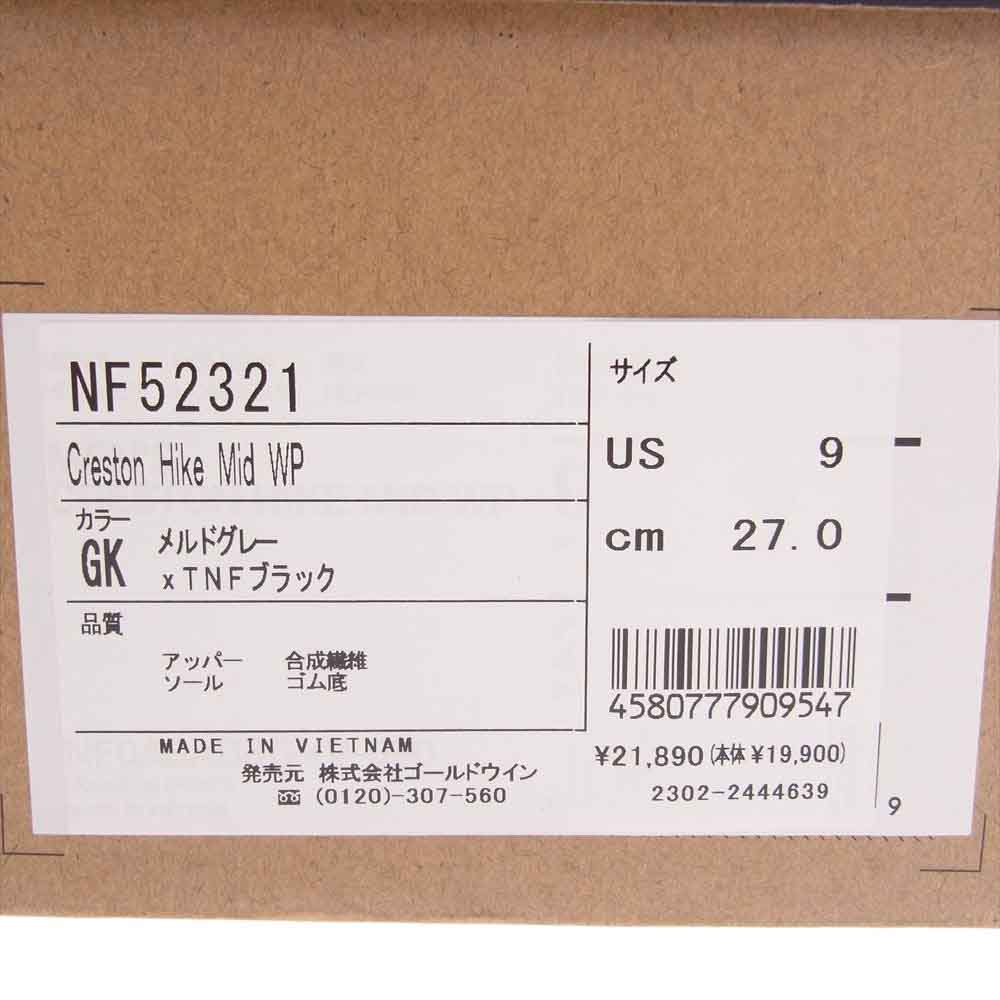 NF52321
Creston Hike Mid WP
カラー
GK メルドグレー
xTNFブラック
品質
アッパー 合成繊維
ソール ゴム底
MADE IN VIETNAM
発売元 株式会社ゴールドウイン
(0120)-307-560
サイズ
US 9
cm 27.0
4580777909547
¥21,890(本体¥19,900)
2302-2444639
9